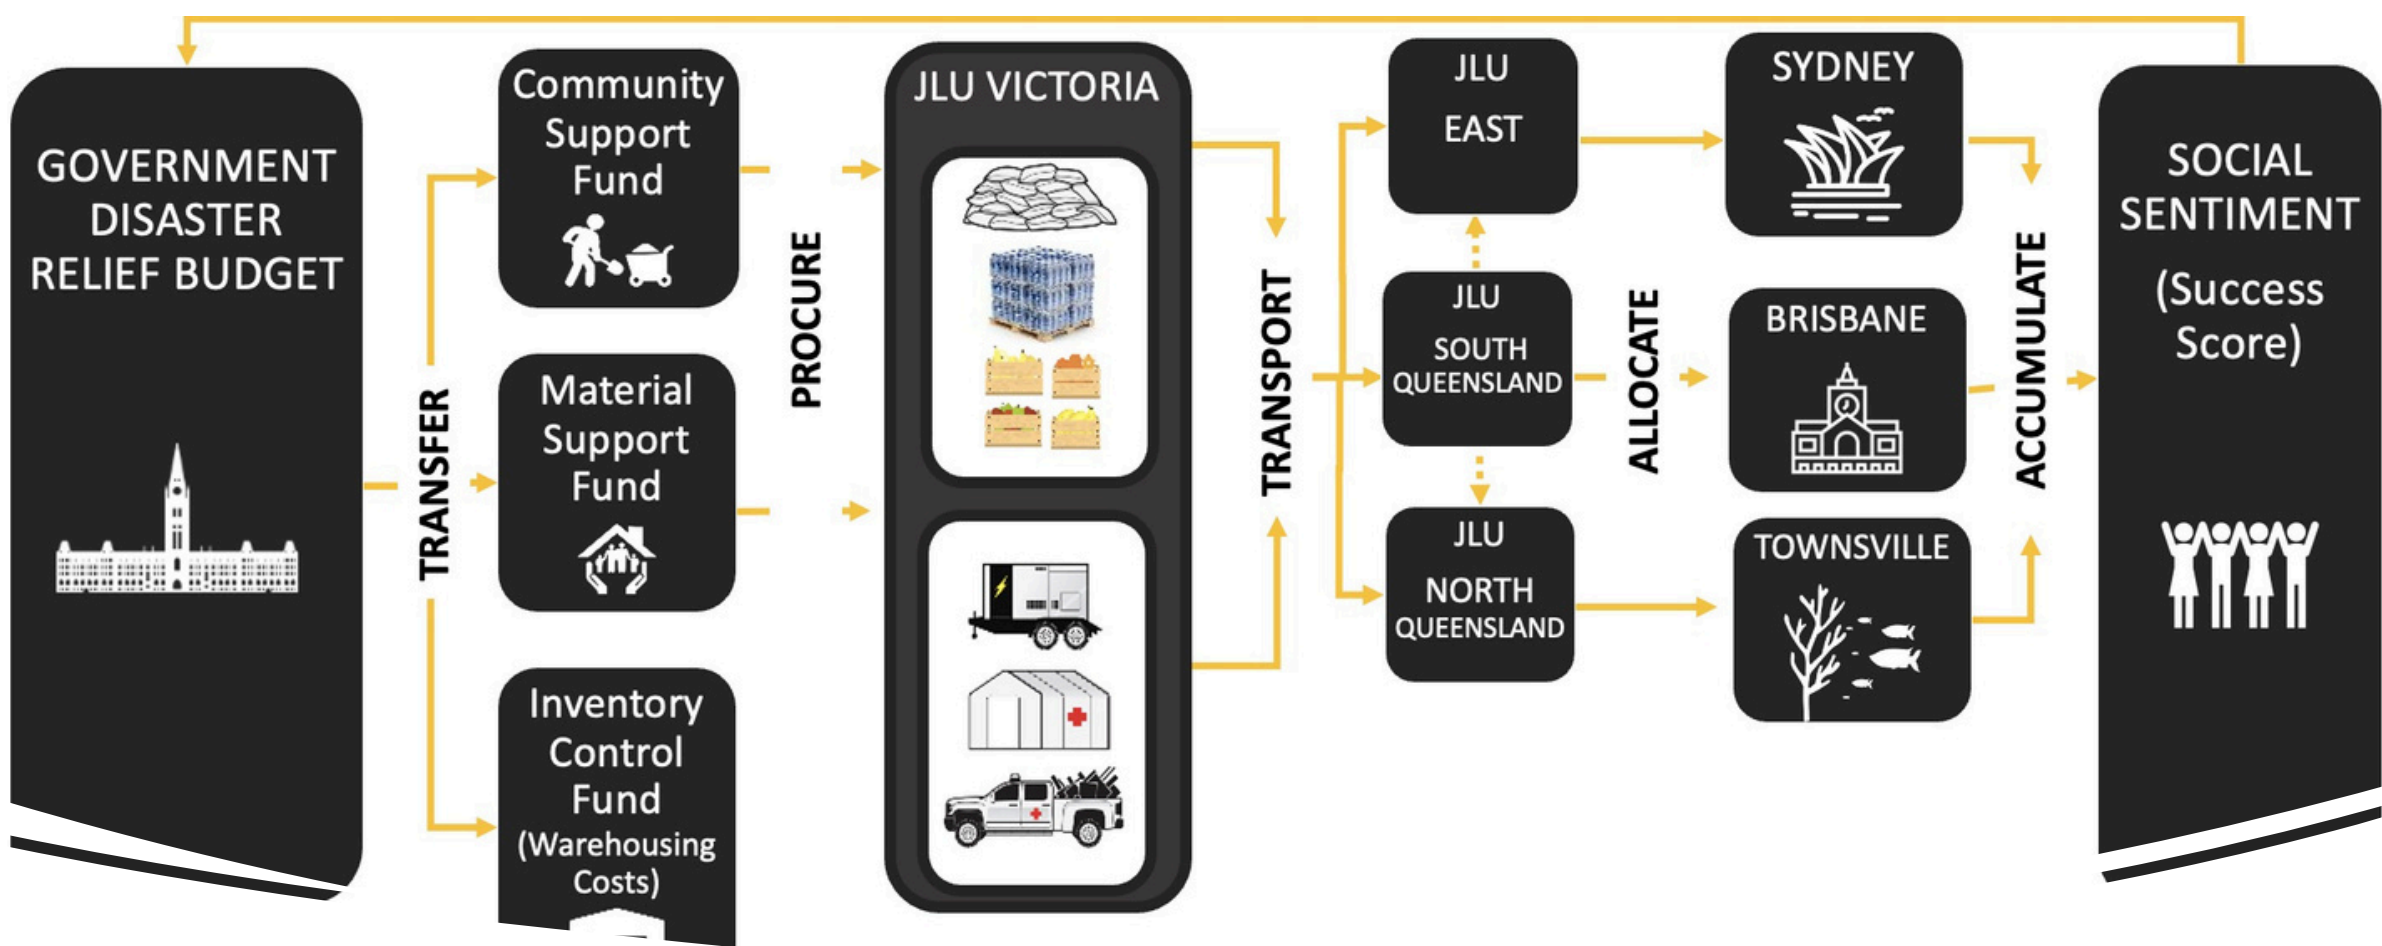 GOVERNMENT
DISASTER
RELIEF BUDGET
TRANSFER
Community
Support
Fund
Material
Support
Fund
Inventory
Control
Fund
(Warehousing
Costs)
PROCURE
JLU VICTORIA
TRANSPORT
JLU
EAST
JLU
SOUTH
QUEENSLAND
JLU
NORTH
QUEENSLAND
ALLOCATE
SYDNEY
BRISBANE
TOWNSVILLE
ACCUMULATE
SOCIAL
SENTIMENT
(Success
Score)